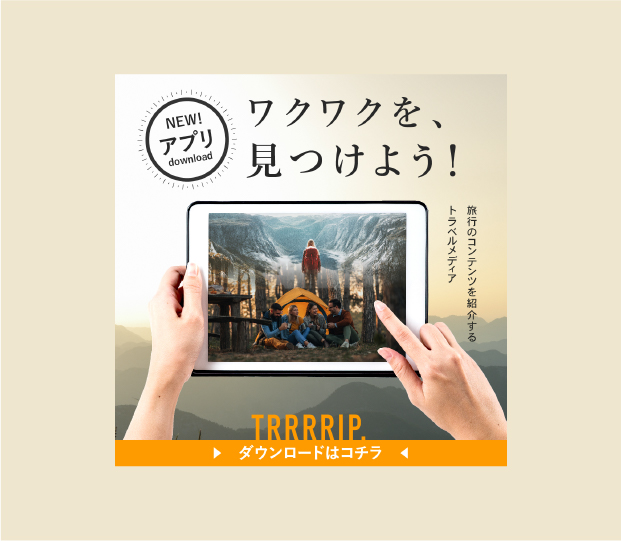 NEW!
アプリ
download
ワクワクを、
見つけよう!
旅行のコンテンツを紹介する
トラベルメディア
TRRRRIP.
ダウンロードはコチラ